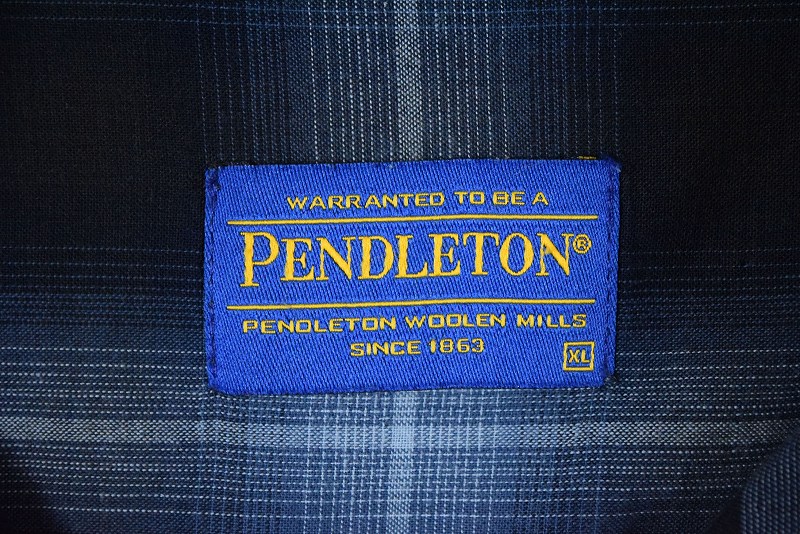 WARRANTED TO BE A
PENDLETON®
PENDLETON WOOLEN MILLS
SINCE 1863
XL